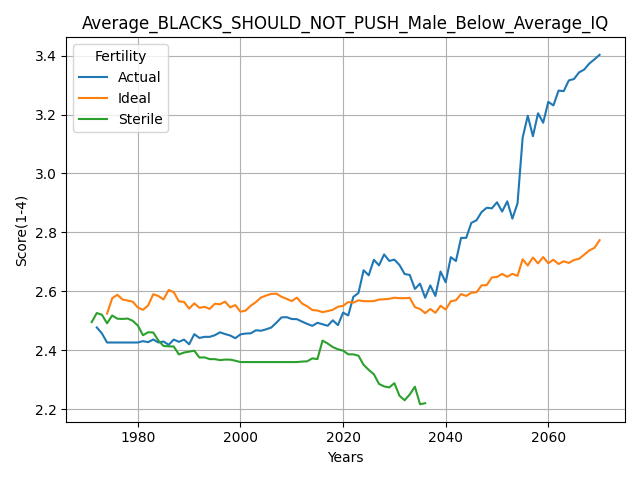 Average_BLACKS_SHOULD_NOT_PUSH_Male_Below_Average_IQ
Fertility
Actual
Ideal
Sterile
Score(1-4)
3.4
3.2
3.0
2.8
2.6
2.4
2.2
1980
2000
2020
2040
2060
Years